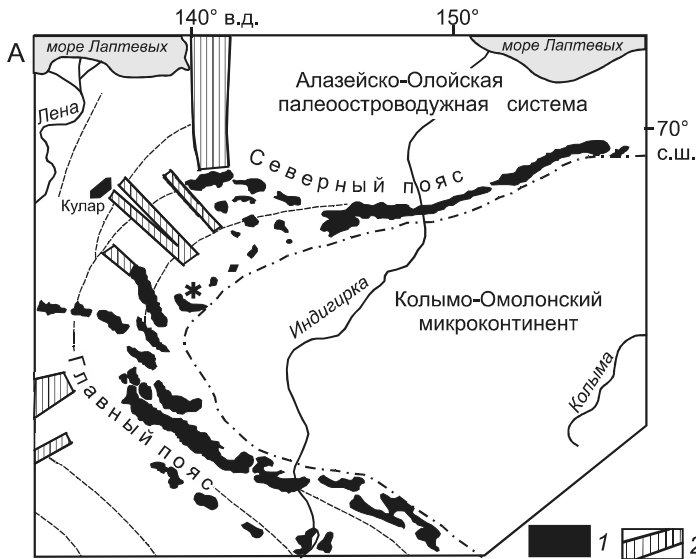 140° в.д.
150°
А
море Лаптевых
море Лаптевых
Лена
Алазейско-Олойская
палеоостроводужная система
70°
с.ш.
Северный пояс
Кулар
*
Индигирка
Колымо-Омолонский
микроконтинент
Колыма
Главный пояс
1
2